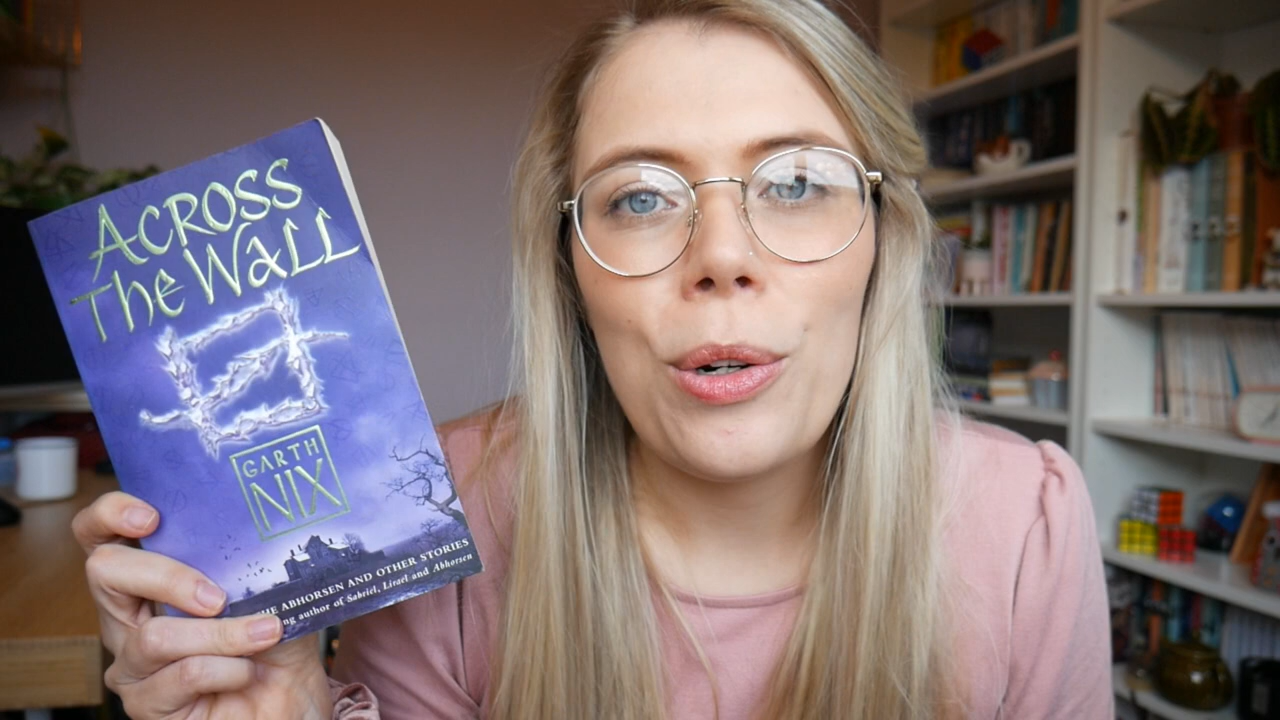 ACROSS
THE WALL
GARTH
NIX
THE ABHORSEN AND OTHER STORIES
author of Sabriel, Lirael and Abhorsen